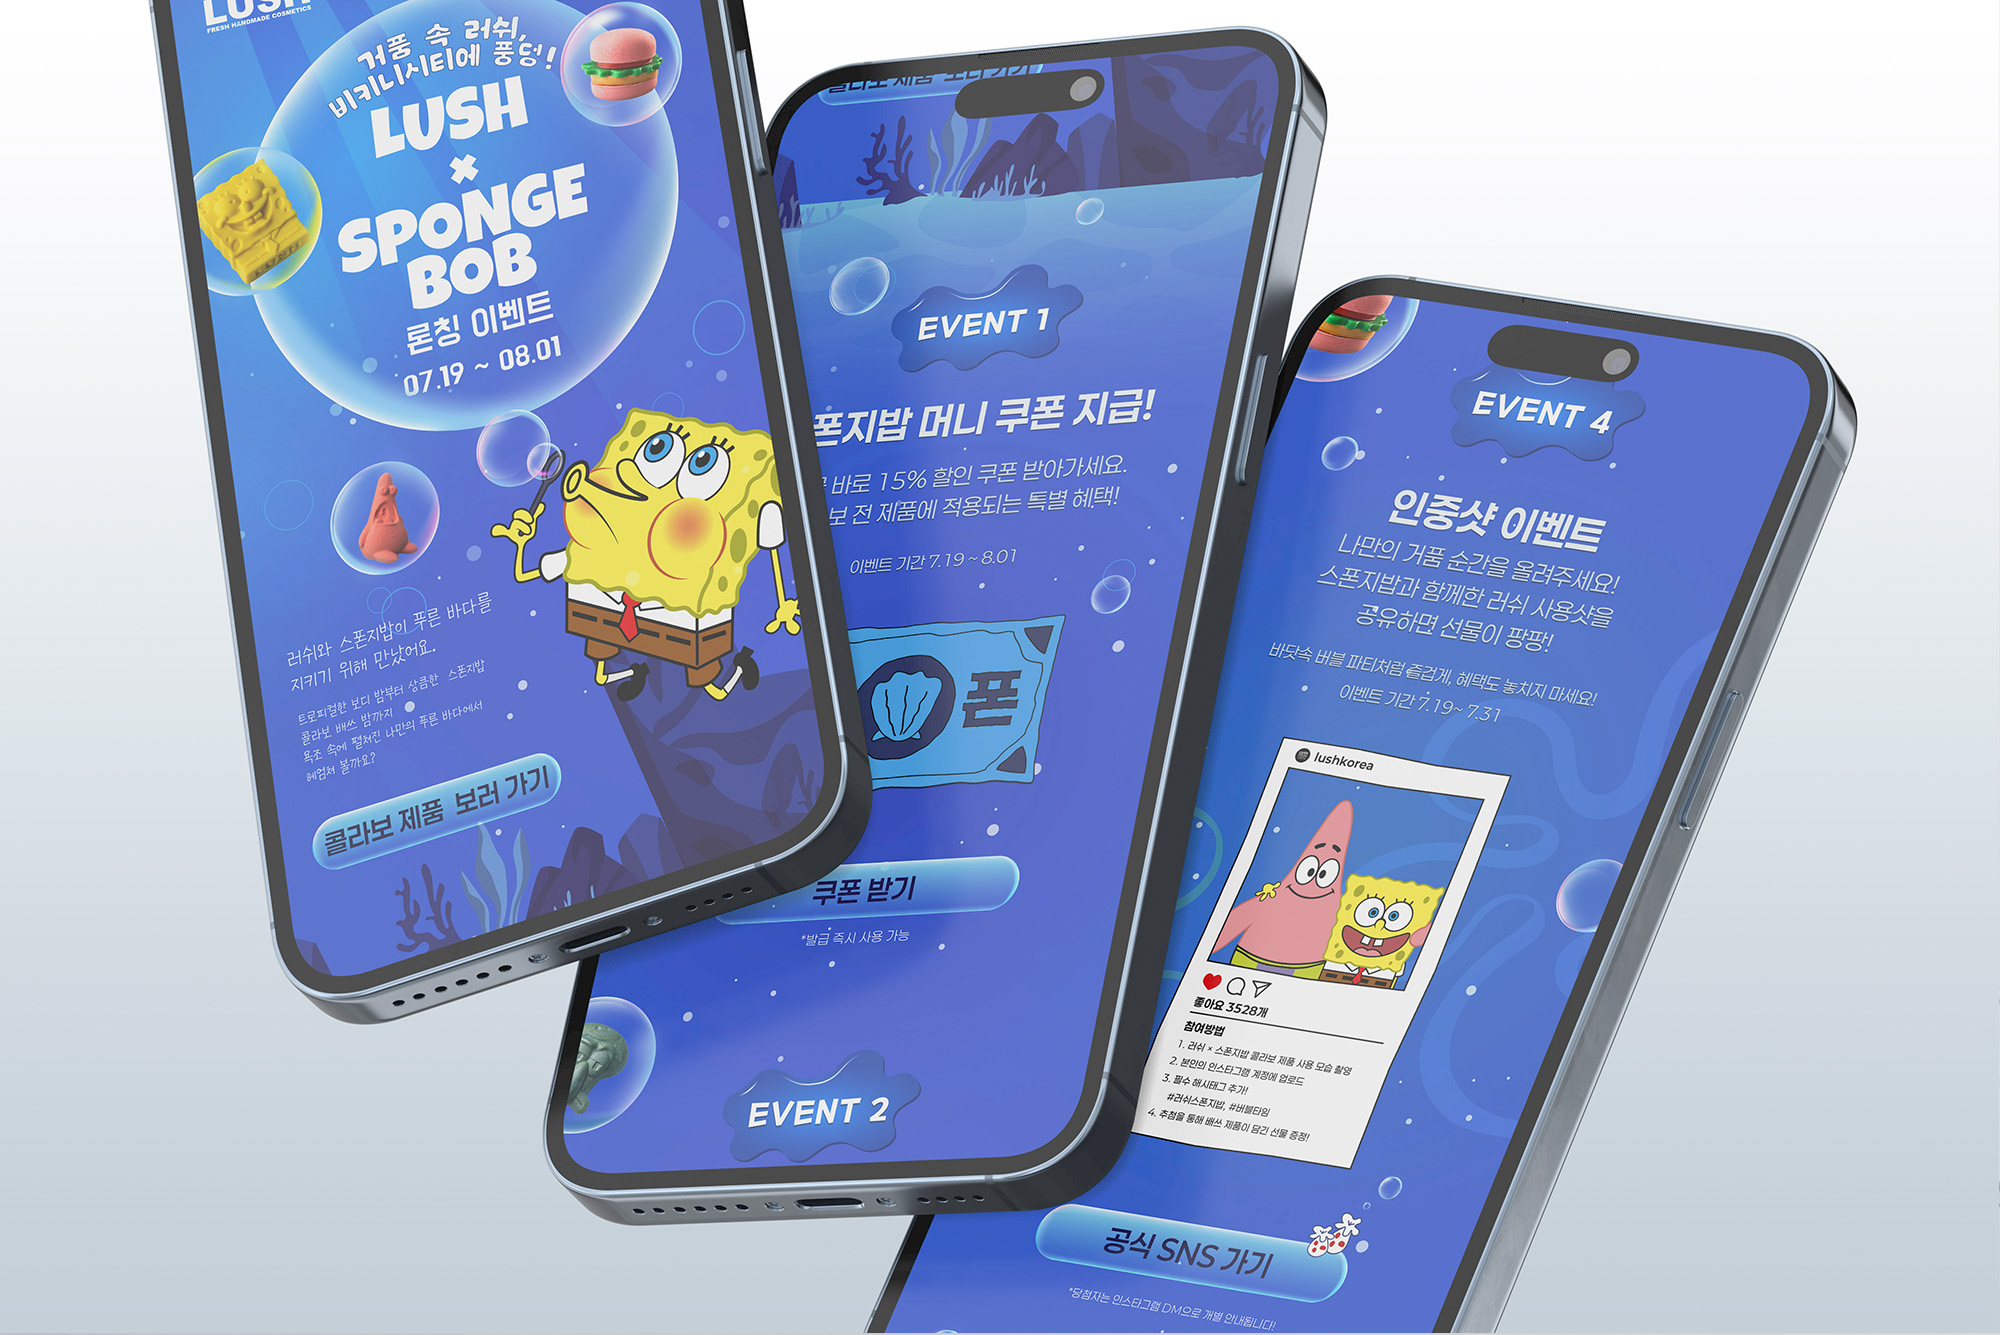 LUSH
FRESH HANDMADE COSMETICS
거품 속 러쉬,
비키니시티에 풍덩!
LUSH
×
SPONGE
BOB
론칭 이벤트
07.19 ~ 08.01
러쉬와 스폰지밥이 푸른 바다를
지키기 위해 만났어요.
트로피컬한 보디 밤부터 상큼한 스폰지밥
콜라보 배쓰 밤까지
욕조 속에 펼쳐진 나만의 푸른 바다에서
헤엄쳐 볼까요?
콜라보 제품 보러 가기
콜라보 제품 보러 가기
EVENT 1
폰지밥 머니 쿠폰 지급!
바로 15% 할인 쿠폰 받아가세요.
보 전 제품에 적용되는 특별 혜택!
이벤트 기간 7.19 ~ 8.01
폰
쿠폰 받기
*발급 즉시 사용 가능
EVENT 2
EVENT 4
인증샷 이벤트
나만의 거품 순간을 올려주세요!
스폰지밥과 함께한 러쉬 사용샷을
공유하면 선물이 팡팡!
바닷속 버블 파티처럼 즐겁게, 혜택도 놓치지 마세요!
이벤트 기간 7.19~ 7.31
lushkorea
좋아요 3528개
참여방법
1. 러쉬 × 스폰지밥 콜라보 제품 사용 모습 촬영
2. 본인의 인스타그램 계정에 업로드
3. 필수 해시태그 추가!
#러쉬스폰지밥, #버블타임
4. 추첨을 통해 배쓰 제품이 담긴 선물 증정!
공식 SNS 가기
*당첨자는 인스타그램 DM으로 개별 안내됩니다!